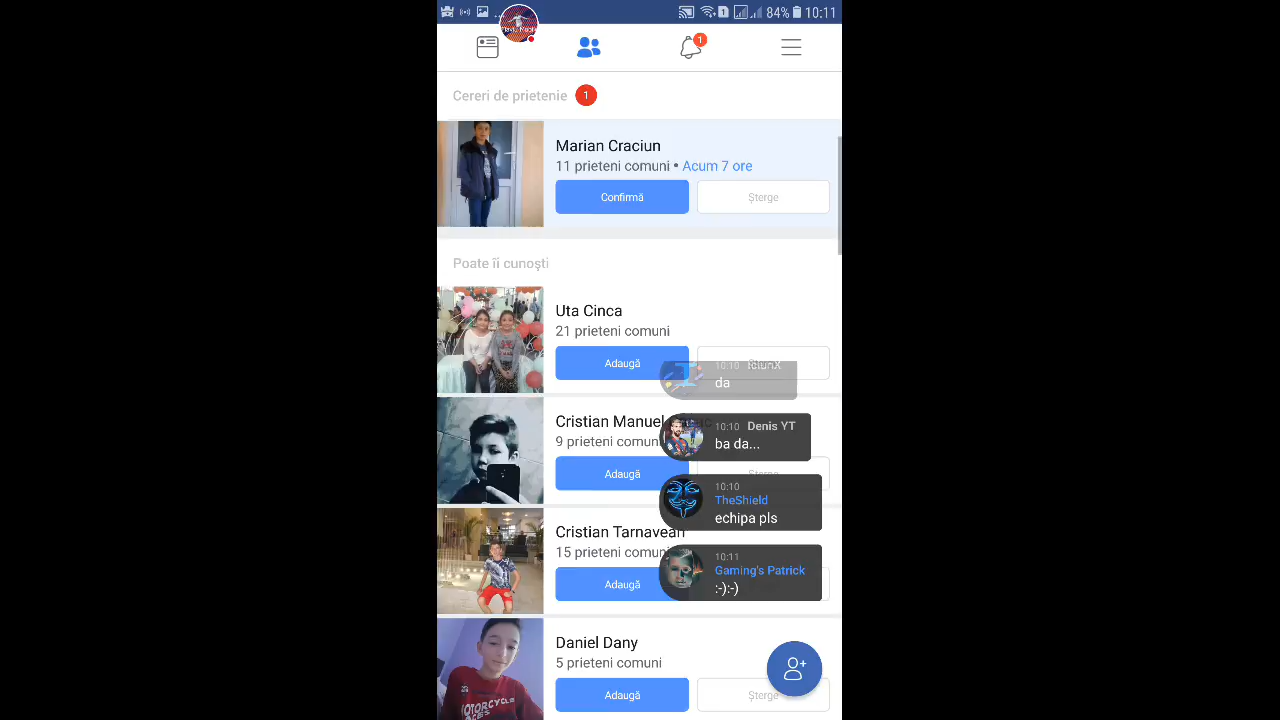 84% 10:11
1
1
Cereri de prietenie 1
Marian Craciun
11 prieteni comuni • Acum 7 ore
Confirmă Șterge
Poate îi cunoști
Uta Cinca
21 prieteni comuni
Adaugă
10:10
da
Cristian Manuel
9 prieteni comuni
10:10 Denis YT
ba da...
Adaugă Șterge
10:10
TheShield
echipa pls
Cristian Tarnavean
15 prieteni comuni
10:11
Gaming's Patrick
:-):-)
Adaugă
Daniel Dany
5 prieteni comuni
Adaugă Șterge